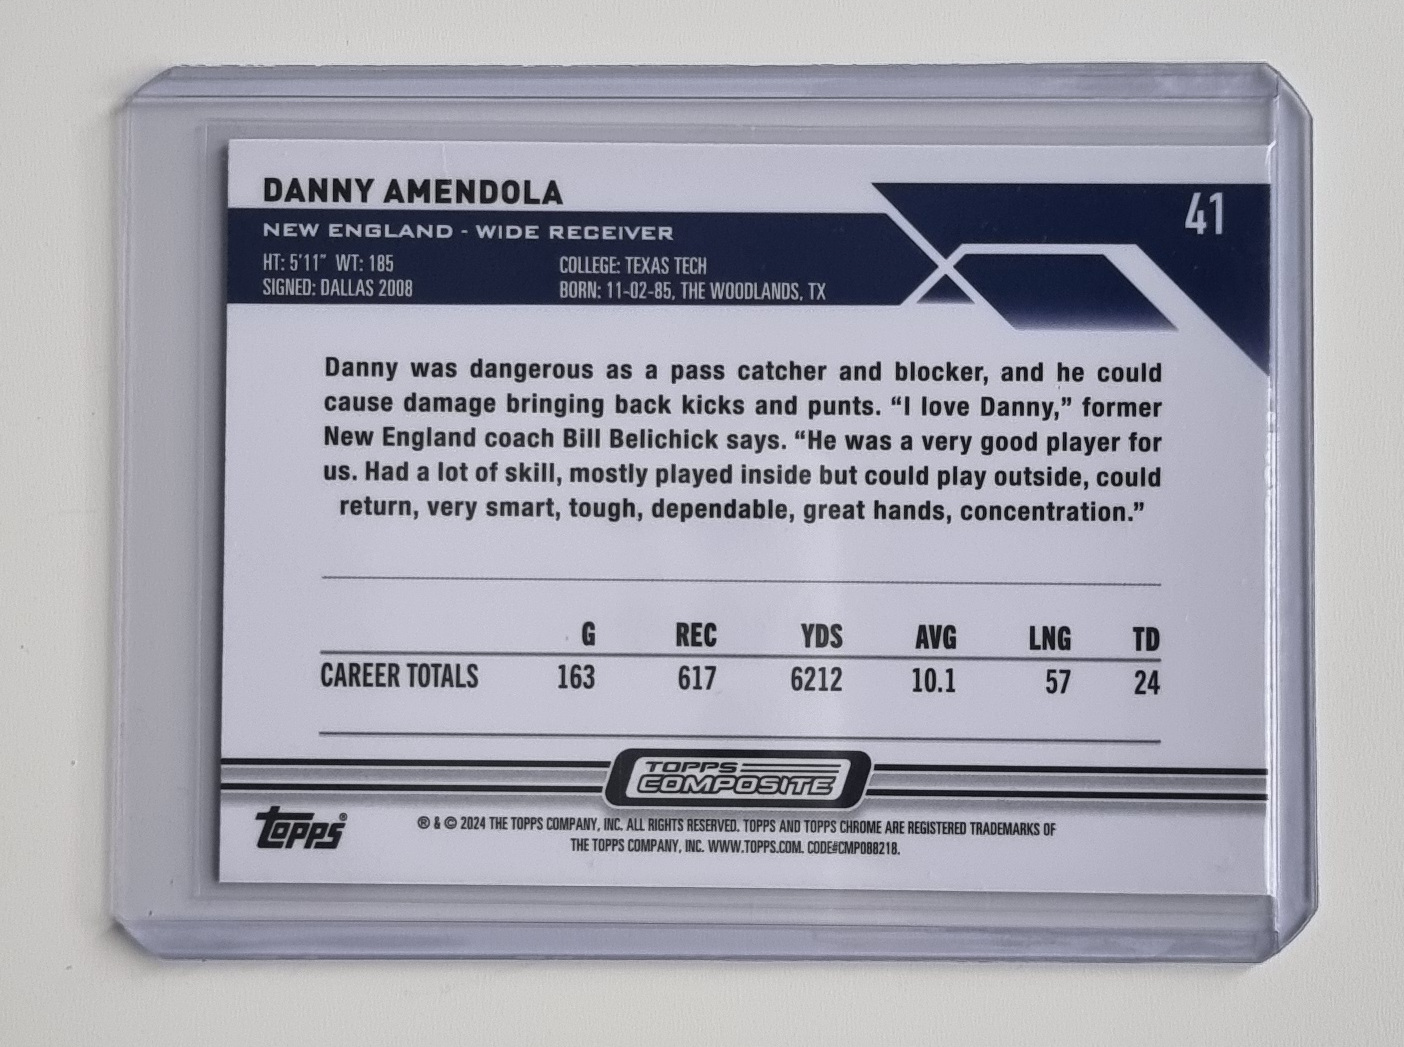 DANNY AMENDOLA
41
NEW ENGLAND - WIDE RECEIVER
HT: 5'11" WT: 185
COLLEGE: TEXAS TECH
SIGNED: DALLAS 2008
BORN: 11-02-85, THE WOODLANDS, TX
Danny was dangerous as a pass catcher and blocker, and he could
cause damage bringing back kicks and punts. “I love Danny,” former
New England coach Bill Belichick says. “He was a very good player for
us. Had a lot of skill, mostly played inside but could play outside, could
return, very smart, tough, dependable, great hands, concentration.”
G REC YDS AVG LNG TD
CAREER TOTALS 163 617 6212 10.1 57 24
TOPPS
COMPOSITE
topps®
® & © 2024 THE TOPPS COMPANY, INC. ALL RIGHTS RESERVED. TOPPS AND TOPPS CHROME ARE REGISTERED TRADEMARKS OF
THE TOPPS COMPANY, INC. WWW.TOPPS.COM. CODE#CMP088218.